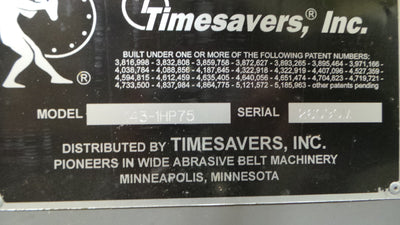 Timesavers,® Inc.
BUILT UNDER ONE OR MORE OF THE FOLLOWING PATENT NUMBERS:
3,816,998 - 3,832,808 - 3,859,758 - 3,872,627 - 3,893,265 - 3,895,464 - 3,971,166
4,036,784 - 4,088,856 - 4,187,645 - 4,322,918 - 4,322,919 - 4,407,096 - 4,527,359
4,594,815 - 4,612,459 - 4,635,405 - 4,640,056 - 4,651,474 - 4,704,823 - 4,719,721-
4,733,500 - 4,837,984 - 4,864,775 - 5,121,572 - 5,185,963 - other patents pending
®
MODEL 43-1HP75 SERIAL
DISTRIBUTED BY TIMESAVERS, INC.
PIONEERS IN WIDE ABRASIVE BELT MACHINERY
MINNEAPOLIS, MINNESOTA